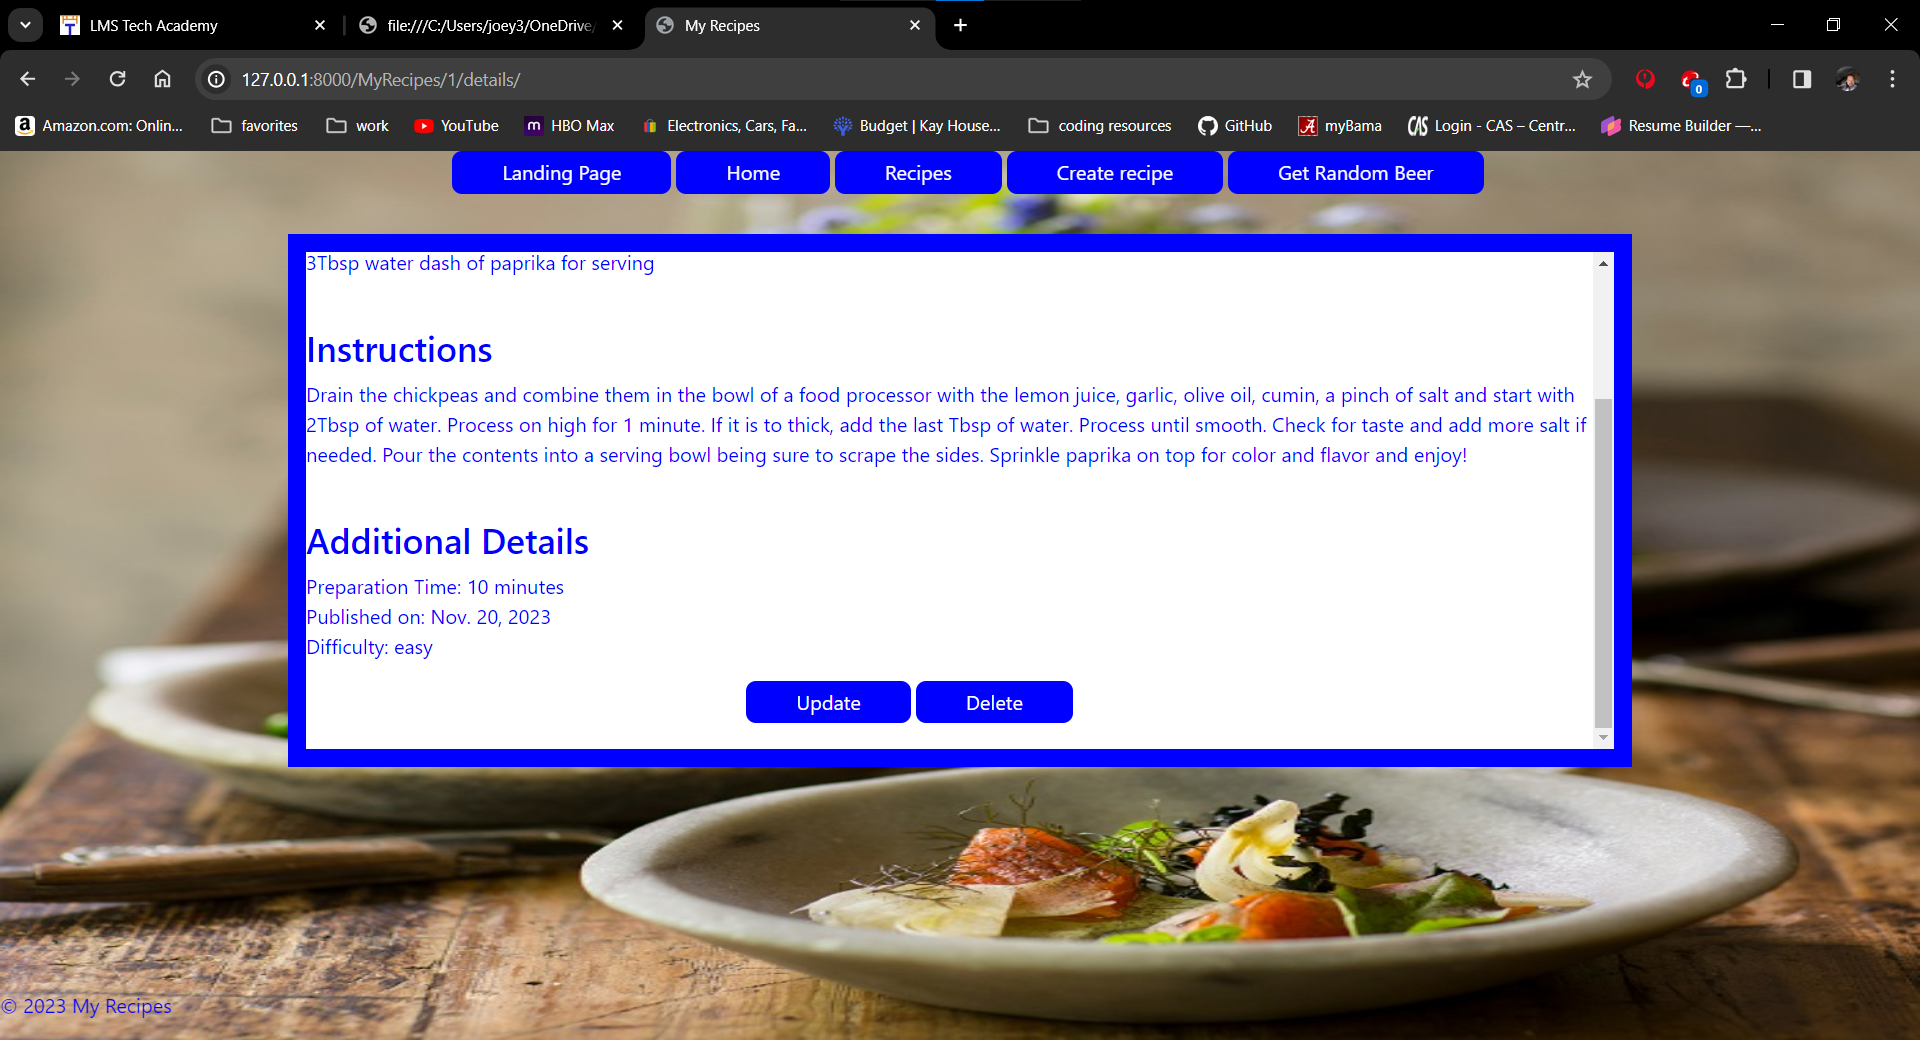 LMS Tech Academy
file:///C:/Users/joey3/OneDrive/
My Recipes
127.0.0.1:8000/MyRecipes/1/details/
0
Amazon.com: Onlin...
favorites
work
YouTube
HBO Max
Electronics, Cars, Fa...
Budget | Kay House...
coding resources
GitHub
myBama
Login - CAS – Centr...
Resume Builder —...
Landing Page
Home
Recipes
Create recipe
Get Random Beer
3Tbsp water dash of paprika for serving
Instructions
Drain the chickpeas and combine them in the bowl of a food processor with the lemon juice, garlic, olive oil, cumin, a pinch of salt and start with
2Tbsp of water. Process on high for 1 minute. If it is to thick, add the last Tbsp of water. Process until smooth. Check for taste and add more salt if
needed. Pour the contents into a serving bowl being sure to scrape the sides. Sprinkle paprika on top for color and flavor and enjoy!
Additional Details
Preparation Time: 10 minutes
Published on: Nov. 20, 2023
Difficulty: easy
Update
Delete
© 2023 My Recipes